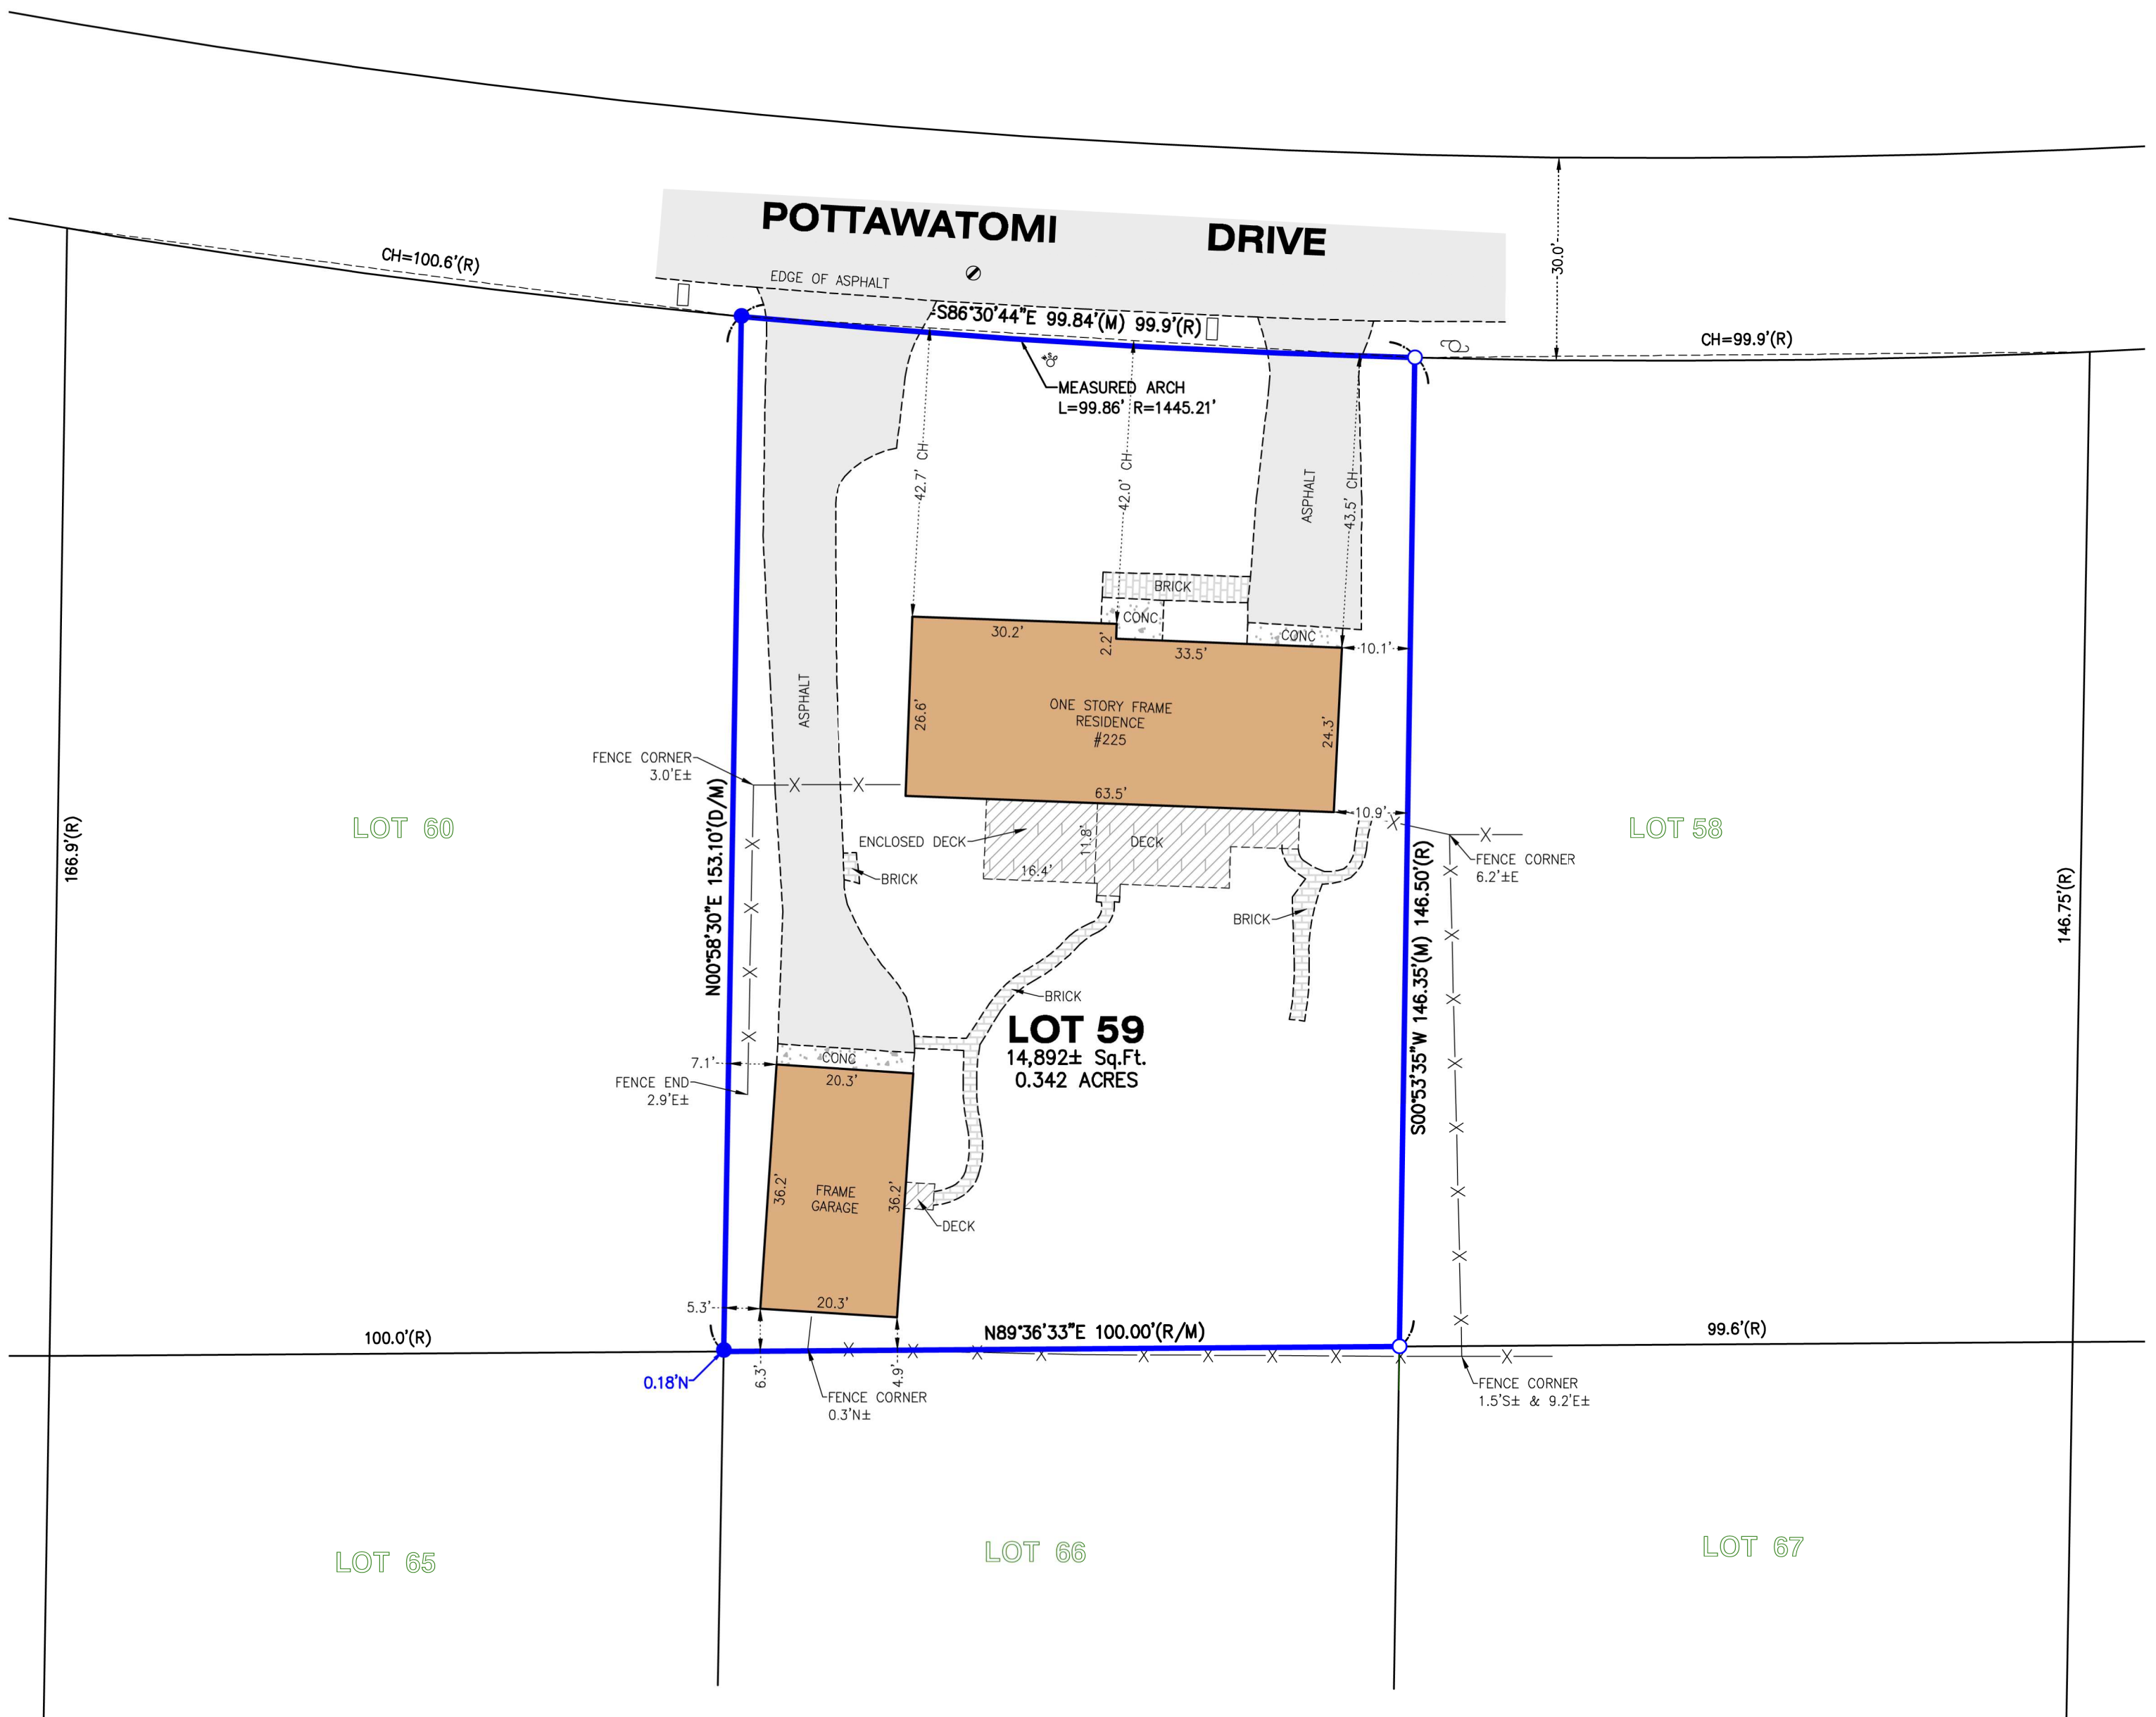 POTTAWATOMI DRIVE
CH=100.6'(R)
EDGE OF ASPHALT
S86°30'44"E 99.84'(M) 99.9'(R)
30.0'
CH=99.9'(R)
MEASURED ARCH
L=99.86' R=1445.21'
42.7' CH
42.0' CH
ASPHALT
43.5' CH
BRICK
CONC
CONC
30.2'
2.2'
33.5'
10.1'
ASPHALT
26.6'
ONE STORY FRAME
RESIDENCE
#225
24.3'
63.5'
10.9'
FENCE CORNER
3.0'E±
LOT 60
166.9'(R)
N00°58'30"E 153.10'(D/M)
ENCLOSED DECK
11.8'
DECK
16.4'
BRICK
BRICK
BRICK
LOT 58
FENCE CORNER
6.2'±E
S00°53'35"W 146.35'(M) 146.50'(R)
146.75'(R)
LOT 59
14,892± Sq.Ft.
0.342 ACRES
7.1'
CONC
20.3'
FENCE END
2.9'E±
36.2'
FRAME
GARAGE
36.2'
DECK
5.3'
20.3'
100.0'(R)
N89°36'33"E 100.00'(R/M)
99.6'(R)
0.18'N
6.3'
4.9'
FENCE CORNER
0.3'N±
FENCE CORNER
1.5'S± & 9.2'E±
LOT 65
LOT 66
LOT 67